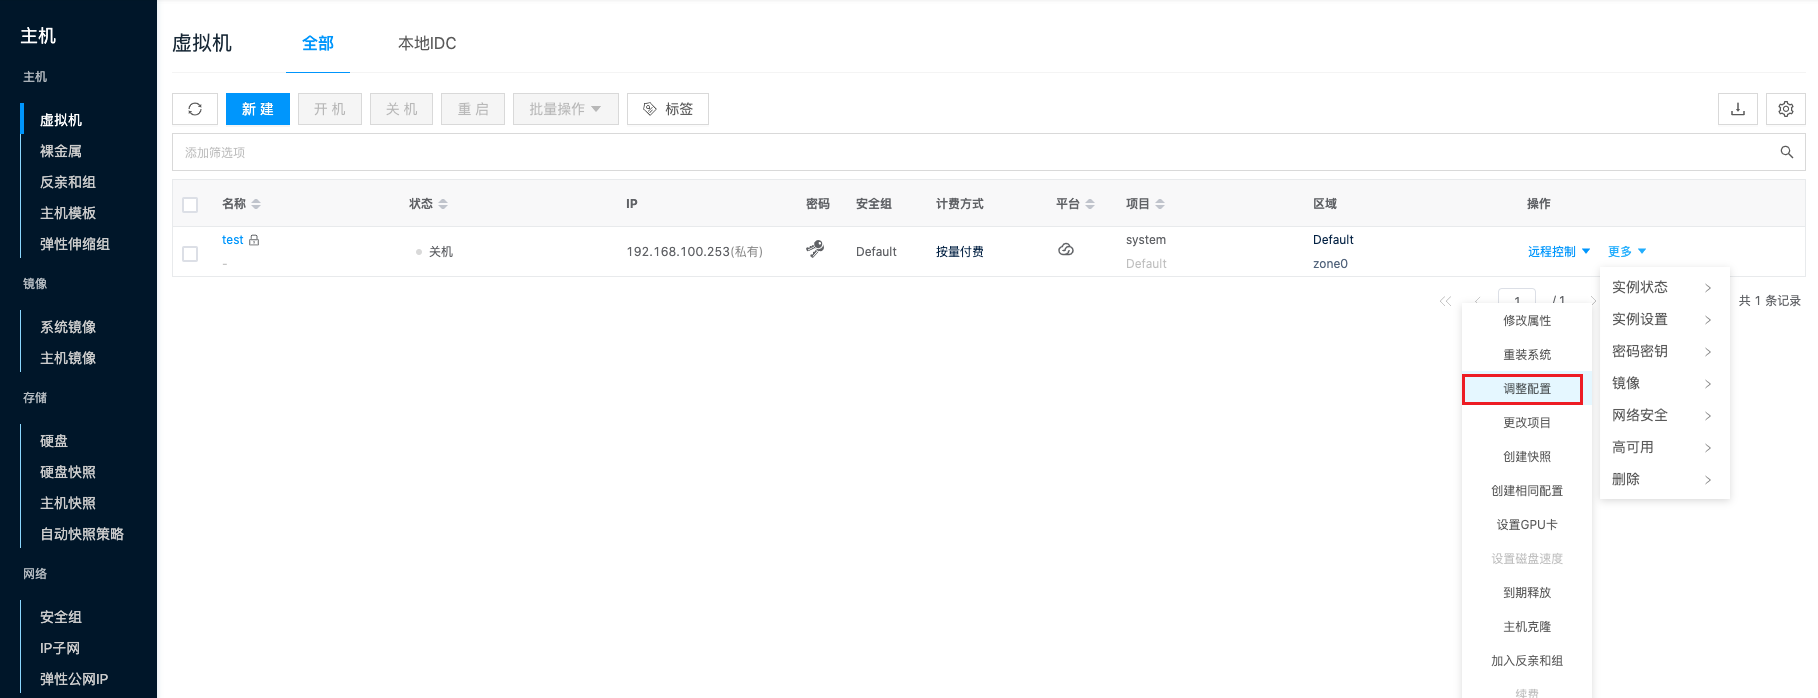 主机
主机
虚拟机
裸金属
反亲和组
主机模板
弹性伸缩组
镜像
系统镜像
主机镜像
存储
硬盘
硬盘快照
主机快照
自动快照策略
网络
安全组
IP子网
弹性公网IP
虚拟机 全部 本地IDC
新建 开机 关机 重启 批量操作 标签
添加筛选项
名称 状态 IP 密码 安全组 计费方式 平台 项目 区域 操作
test 关机 192.168.100.253(私有) Default 按量付费 system Default 远程控制 更多
- Default zone0
1 / 1 共 1 条记录
修改属性
重装系统
调整配置
更改项目
创建快照
创建相同配置
设置GPU卡
设置磁盘速度
到期释放
主机克隆
加入反亲和组
续费
实例状态
实例设置
密码密钥
镜像
网络安全
高可用
删除